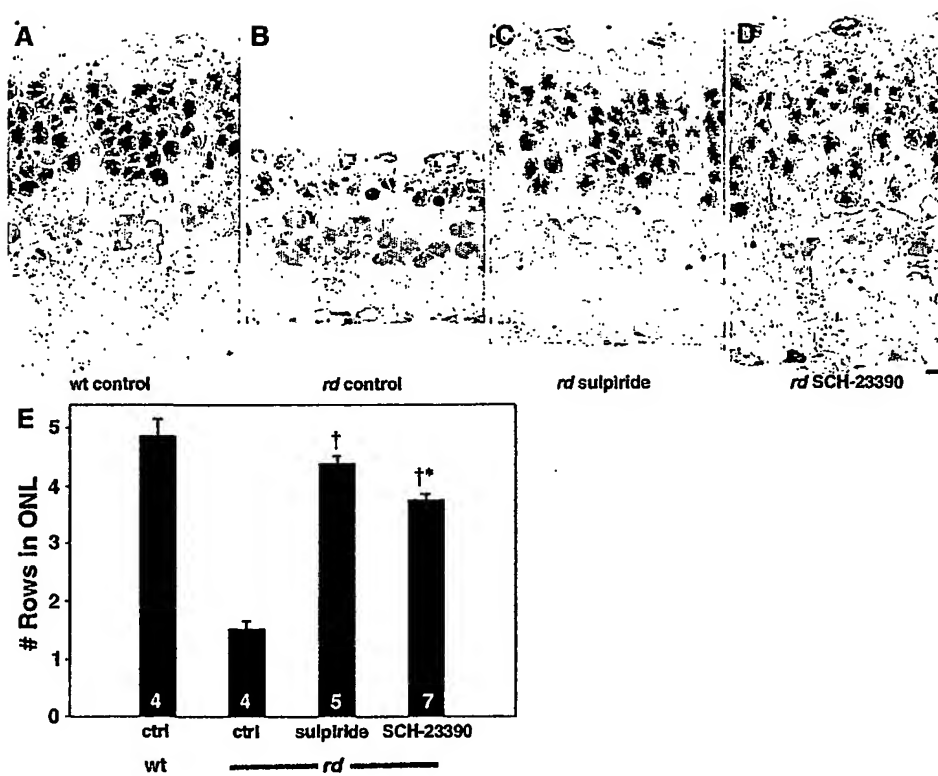 A B C D
wt control rd control rd sulpiride rd SCH-23390
E
# Rows in ONL
5
4
3
2
1
0
†
†*
4 4 5 7
ctrl ctrl sulpiride SCH-23390
wt rd